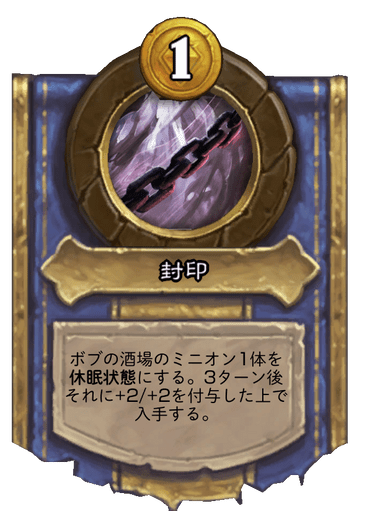 1
封印
ボブの酒場のミニオン1体を
休眠状態にする。3ターン後
それに+2/+2を付与した上で
入手する。